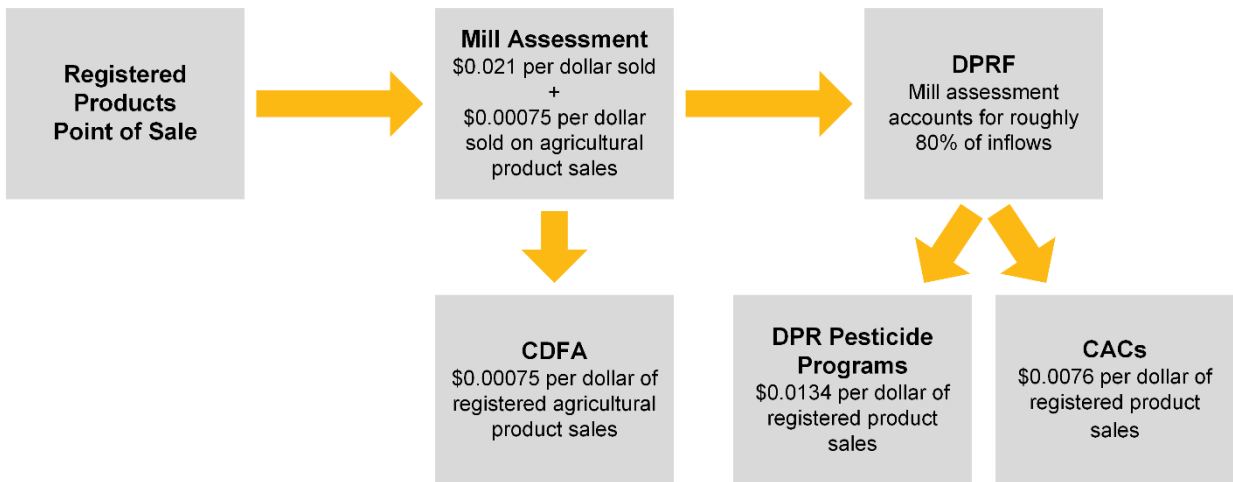 Registered
Products
Point of Sale
Mill Assessment
$0.021 per dollar sold
+
$0.00075 per dollar
sold on agricultural
product sales
DPRF
Mill assessment
accounts for roughly
80% of inflows
CDFA
$0.00075 per dollar of
registered agricultural
product sales
DPR Pesticide
Programs
$0.0134 per dollar of
registered product
sales
CACs
$0.0076 per dollar of
registered product
sales